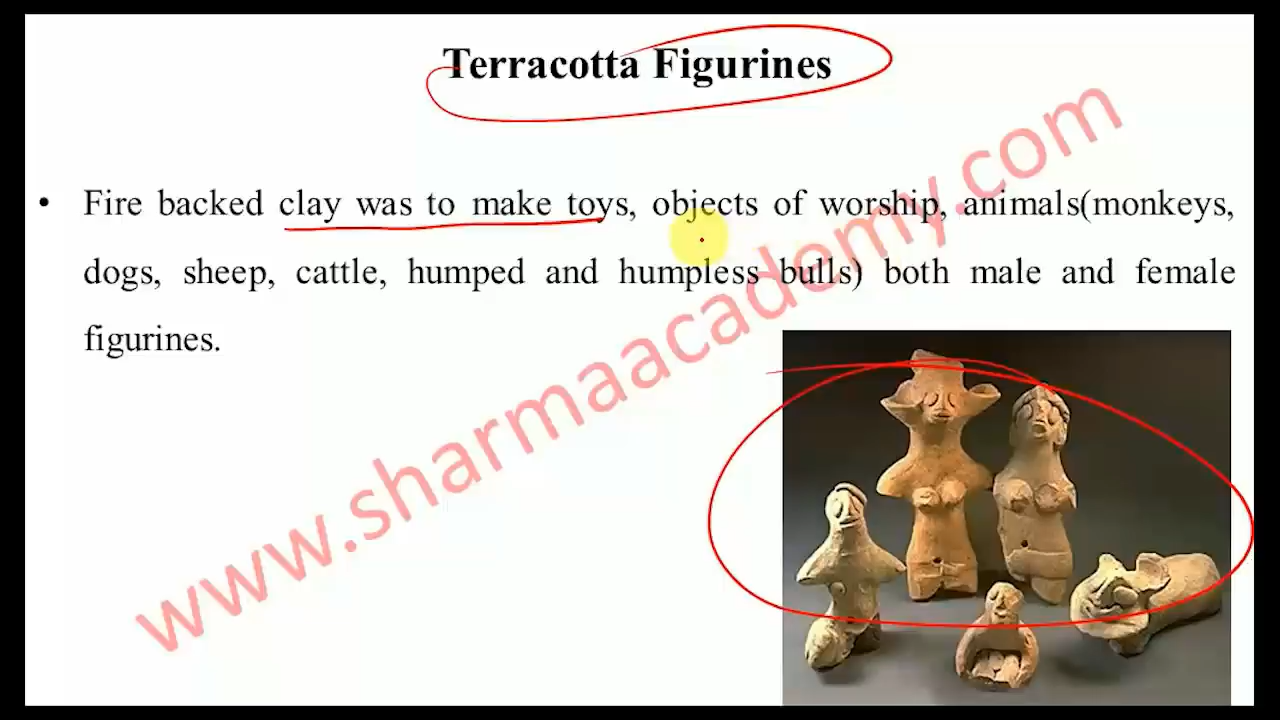 Terracotta Figurines
• Fire backed clay was to make toys, objects of worship, animals(monkeys,
dogs, sheep, cattle, humped and humpless bulls) both male and female
figurines.
www.sharmaacademy.com